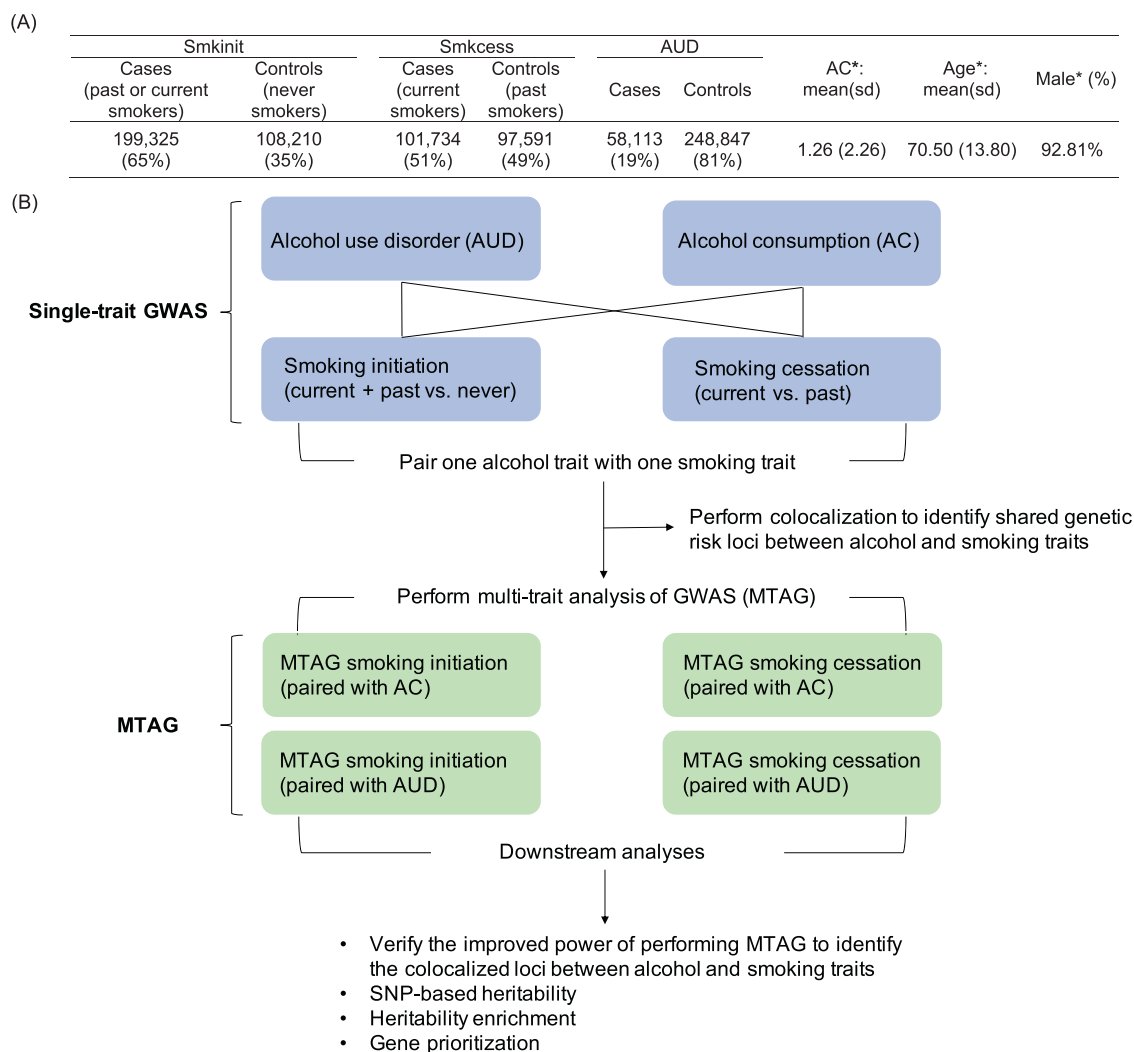 (A)
Smkinit Smkcess AUD
Cases Controls Cases Controls AC*: Age*: Male* (%)
(past or current (never (current (past Cases Controls mean(sd) mean(sd)
smokers) smokers) smokers) smokers)
199,325 108,210 101,734 97,591 58,113 248,847 1.26 (2.26) 70.50 (13.80) 92.81%
(65%) (35%) (51%) (49%) (19%) (81%)
(B)
Alcohol use disorder (AUD)
Alcohol consumption (AC)
Single-trait GWAS
Smoking initiation
(current + past vs. never)
Smoking cessation
(current vs. past)
Pair one alcohol trait with one smoking trait
Perform colocalization to identify shared genetic
risk loci between alcohol and smoking traits
Perform multi-trait analysis of GWAS (MTAG)
MTAG smoking initiation
(paired with AC)
MTAG smoking cessation
(paired with AC)
MTAG
MTAG smoking initiation
(paired with AUD)
MTAG smoking cessation
(paired with AUD)
Downstream analyses
• Verify the improved power of performing MTAG to identify
the colocalized loci between alcohol and smoking traits
• SNP-based heritability
• Heritability enrichment
• Gene prioritization